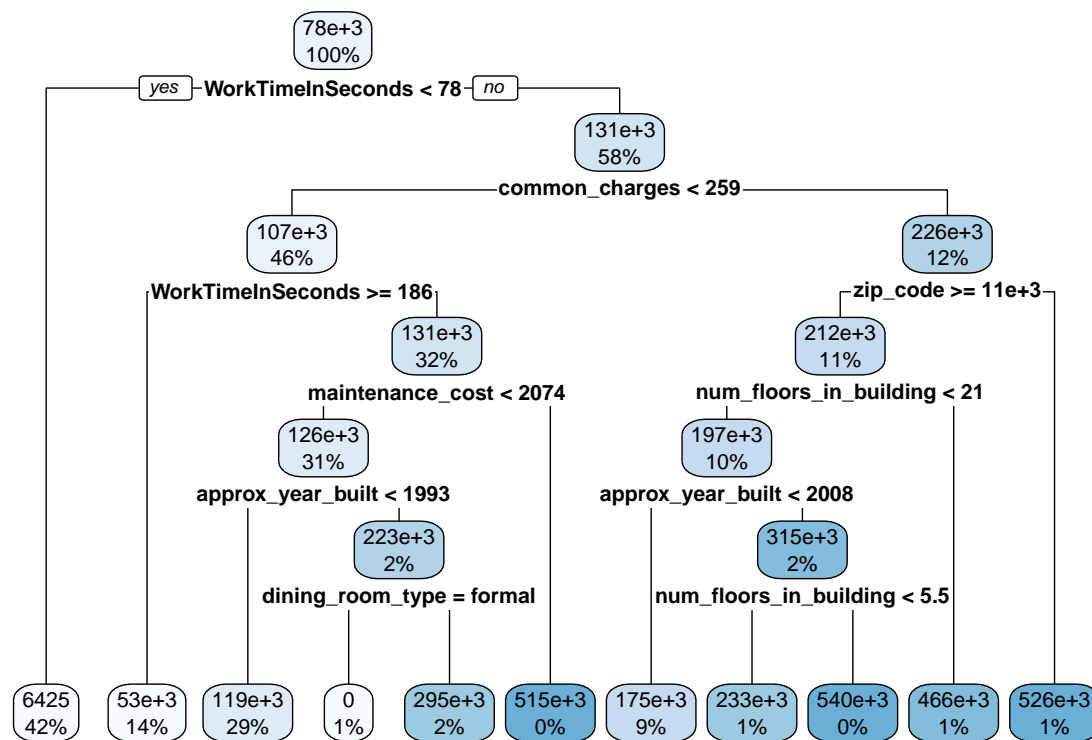 78e+3
100%
yes WorkTimeInSeconds < 78 no
131e+3
58%
common_charges < 259
107e+3
46%
226e+3
12%
WorkTimeInSeconds >= 186
zip_code >= 11e+3
131e+3
32%
212e+3
11%
maintenance_cost < 2074
num_floors_in_building < 21
126e+3
31%
197e+3
10%
approx_year_built < 1993
approx_year_built < 2008
223e+3
2%
315e+3
2%
dining_room_type = formal
num_floors_in_building < 5.5
6425
42%
53e+3
14%
119e+3
29%
0
1%
295e+3
2%
515e+3
0%
175e+3
9%
233e+3
1%
540e+3
0%
466e+3
1%
526e+3
1%